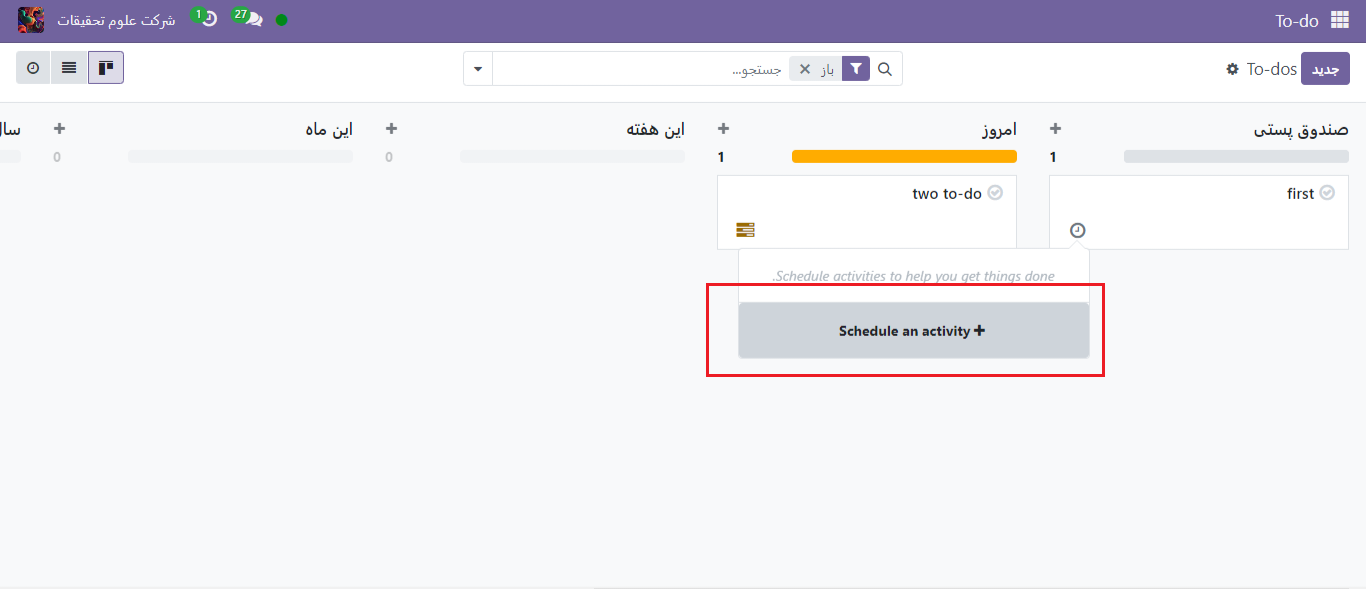 To-do
27
1
شرکت علوم تحقیقات
جدید
To-dos
باز
جستجو...
صندوق پستی
1
first
امروز
1
two to-do
این هفته
0
این ماه
0
سال
Schedule activities to help you get things done.
Schedule an activity